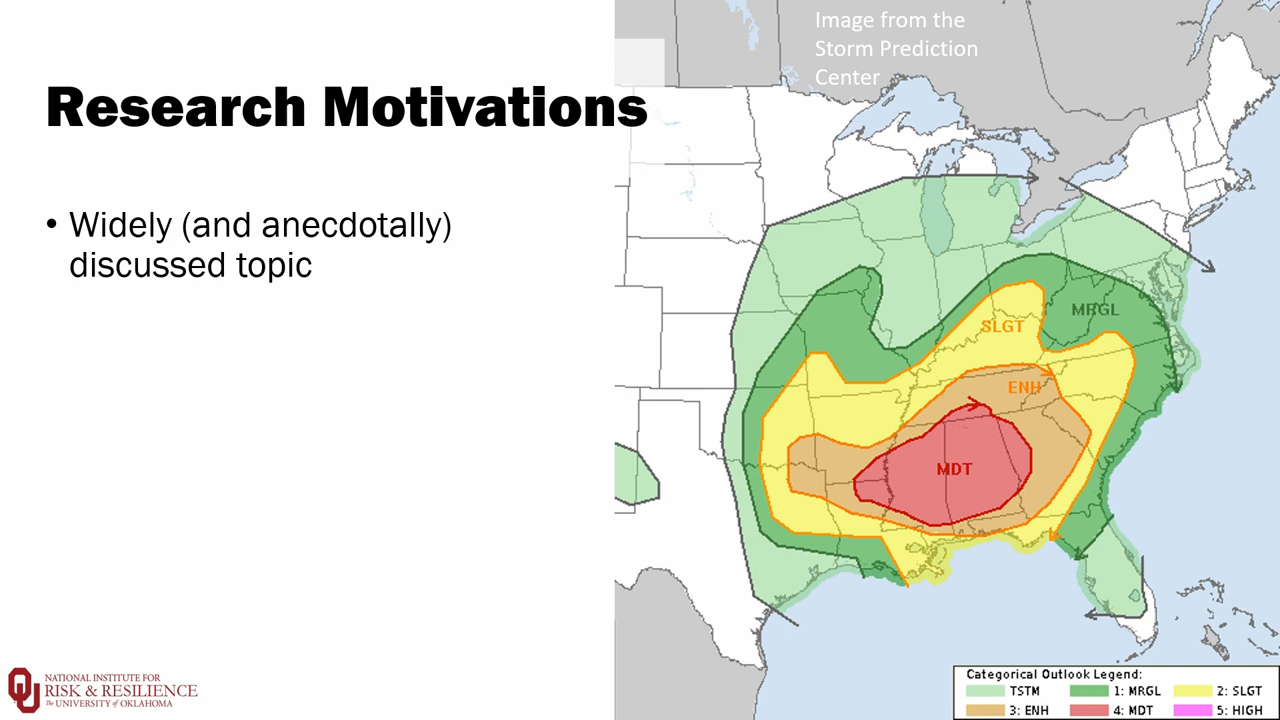 Research Motivations
• Widely (and anecdotally)
discussed topic
Image from the
Storm Prediction
Center
MRGL
SLGT
ENH
MDT
Categorical Outlook Legend:
TSTM 1: MRGL 2: SLGT
3: ENH 4: MDT 5: HIGH
NATIONAL INSTITUTE FOR
RISK & RESILIENCE
The UNIVERSITY of OKLAHOMA